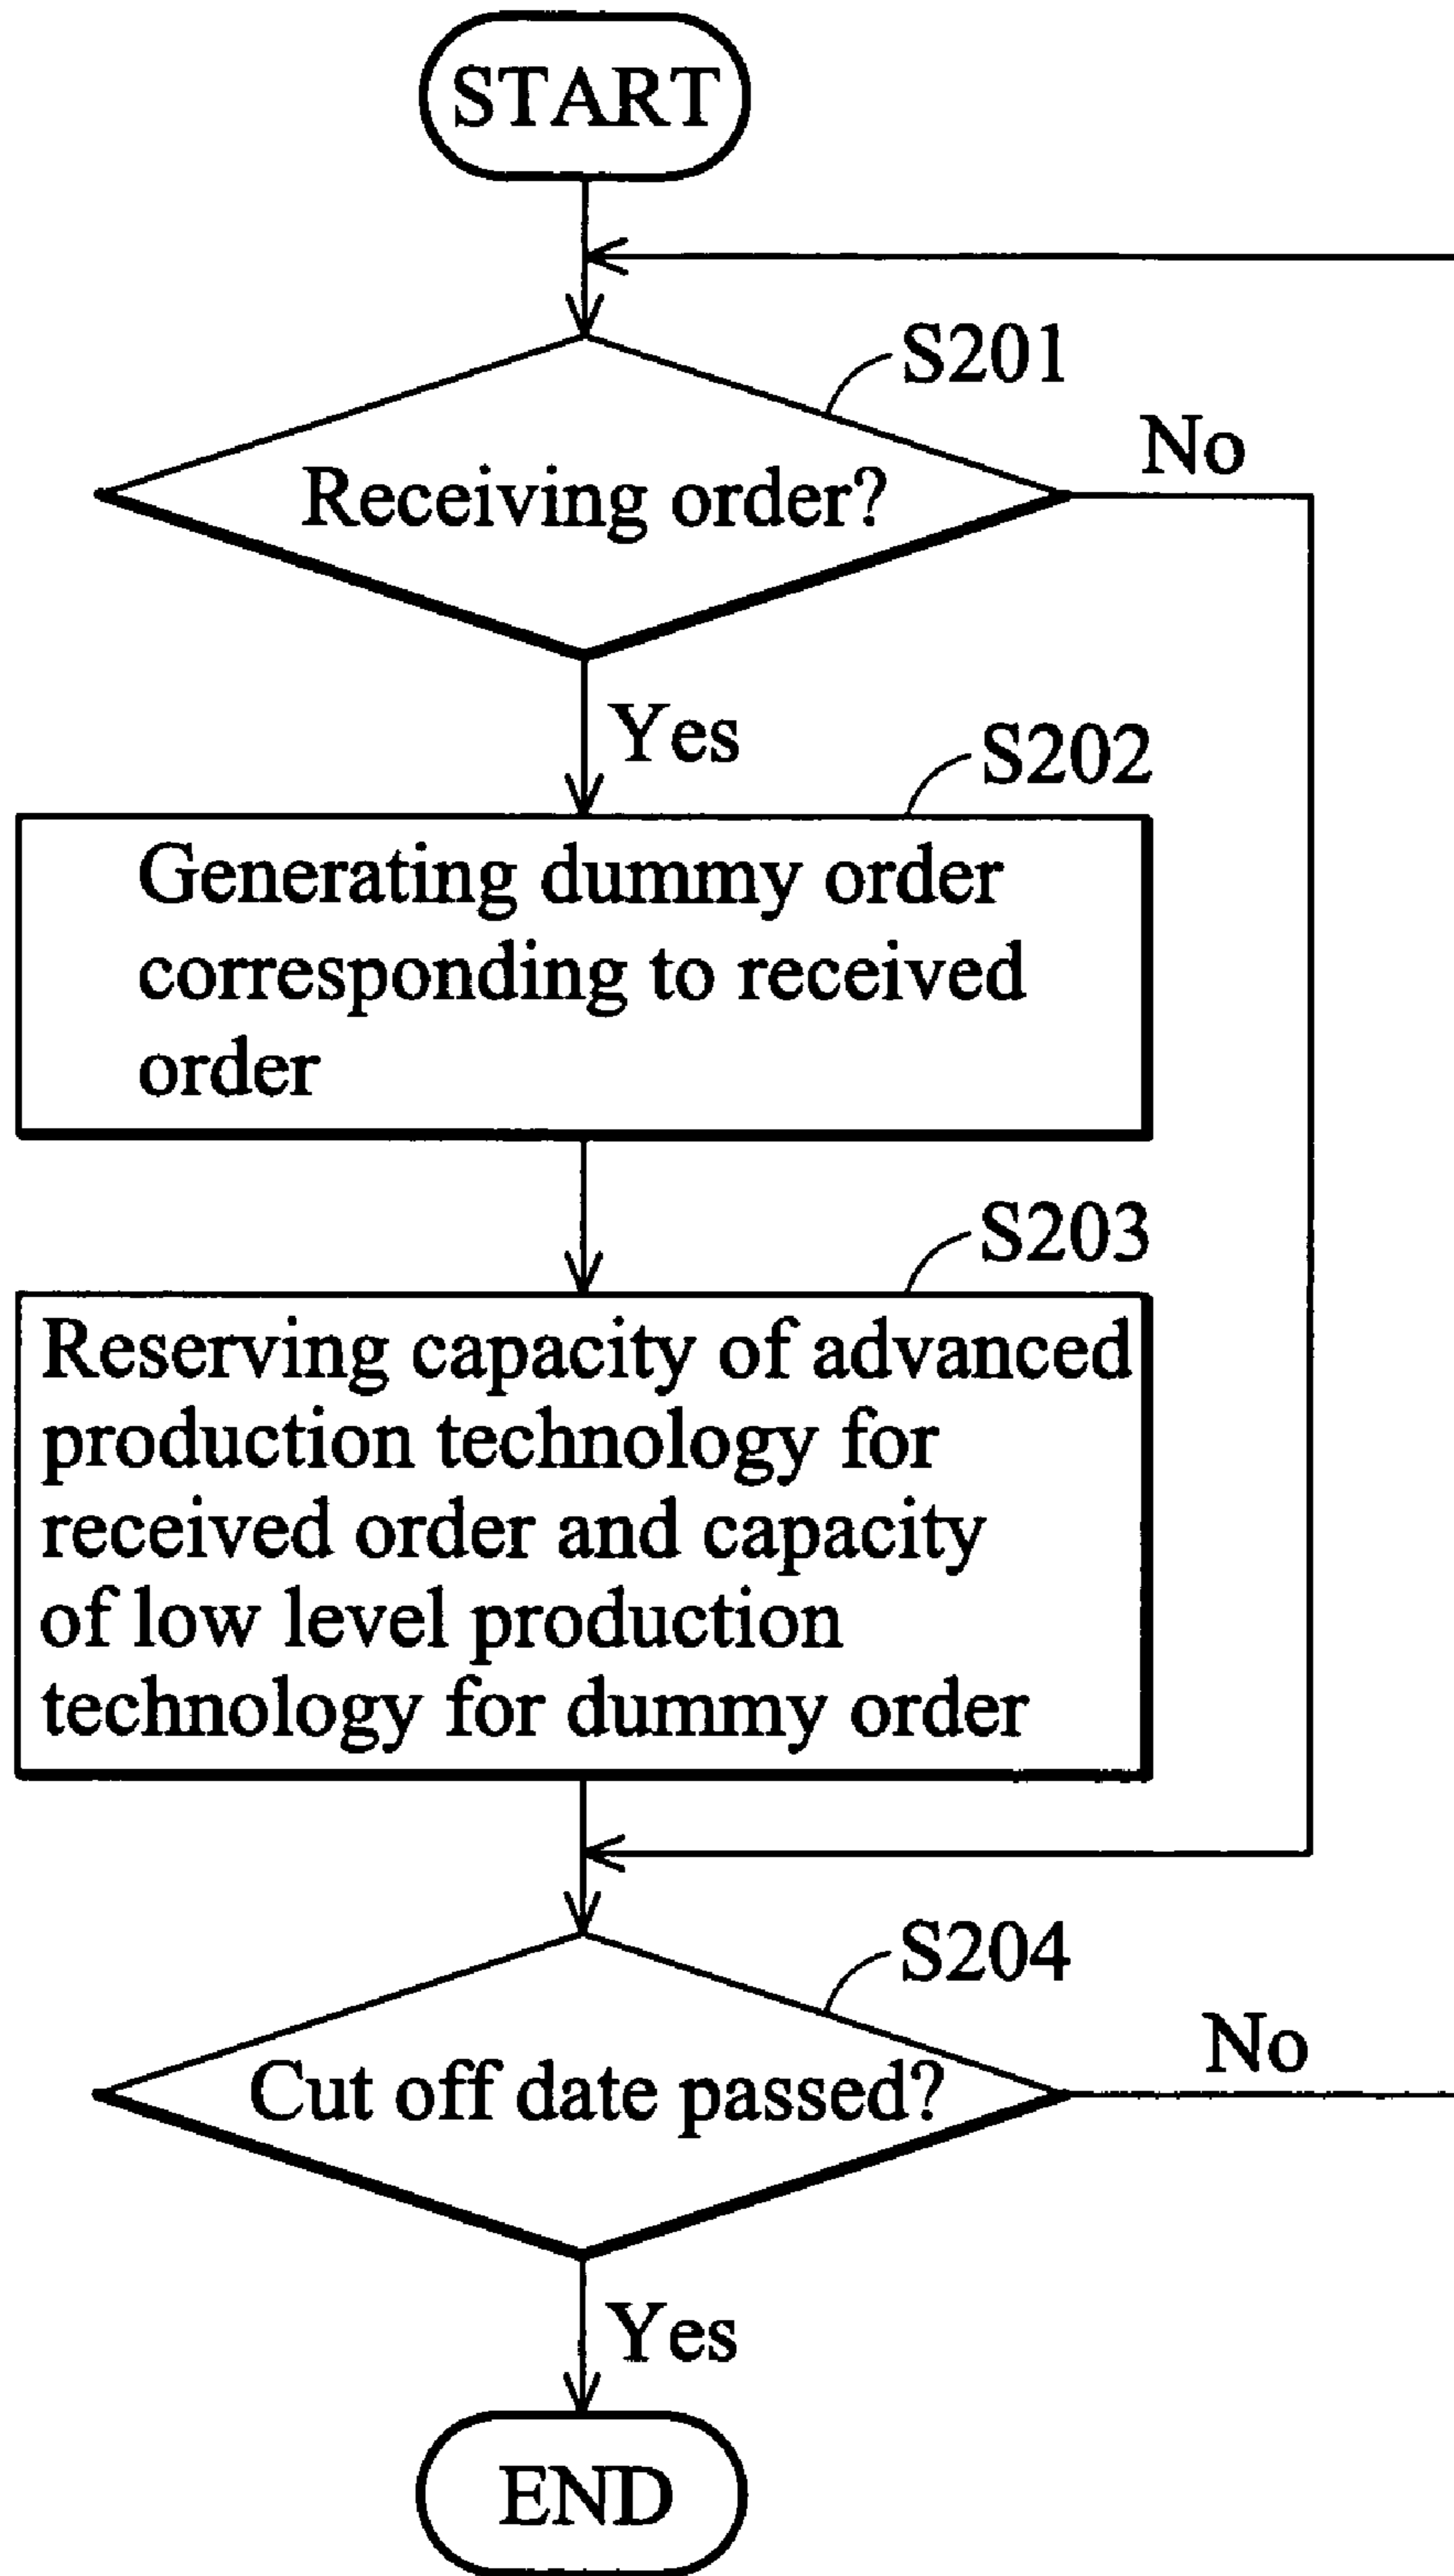 START
S201
No
Receiving order?
Yes
S202
Generating dummy order
corresponding to received
order
S203
Reserving capacity of advanced
production technology for
received order and capacity
of low level production
technology for dummy order
S204
No
Cut off date passed?
Yes
END